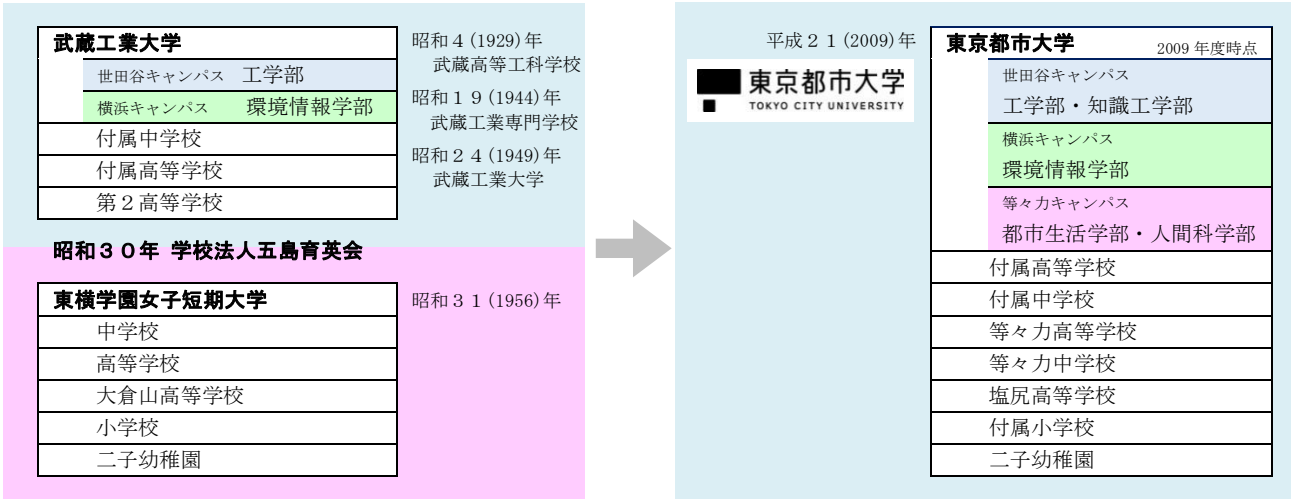 武蔵工業大学
世田谷キャンパス 工学部
横浜キャンパス 環境情報学部
付属中学校
付属高等学校
第２高等学校
昭和４(1929)年
武蔵高等工科学校
昭和１９(1944)年
武蔵工業専門学校
昭和２４(1949)年
武蔵工業大学
昭和３０年 学校法人五島育英会
東横学園女子短期大学
中学校
高等学校
大倉山高等学校
小学校
二子幼稚園
昭和３１(1956)年
平成２１(2009)年
東京都市大学
TOKYO CITY UNIVERSITY
東京都市大学 2009 年度時点
世田谷キャンパス
工学部・知識工学部
横浜キャンパス
環境情報学部
等々力キャンパス
都市生活学部・人間科学部
付属高等学校
付属中学校
等々力高等学校
等々力中学校
塩尻高等学校
付属小学校
二子幼稚園